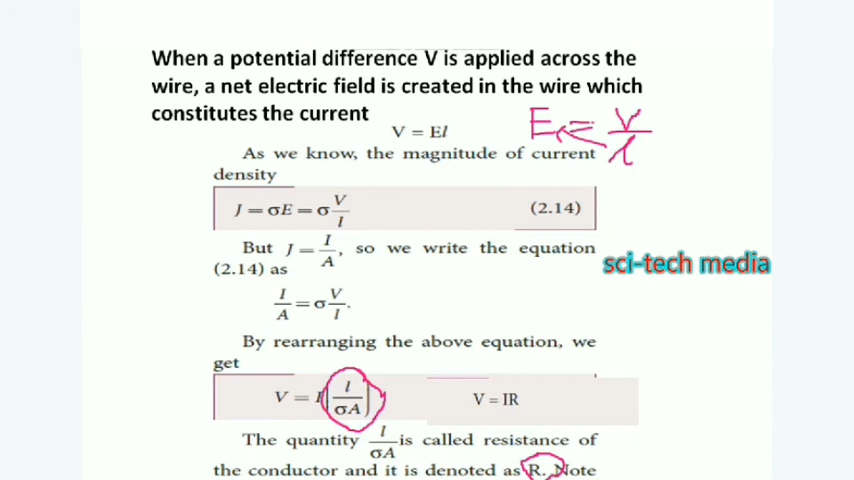 When a potential difference V is applied across the
wire, a net electric field is created in the wire which
constitutes the current
V = El
E = V/l
As we know, the magnitude of current
density
J = σE = σ V/l (2.14)
But J = I/A, so we write the equation
(2.14) as
I/A = σ V/l.
sci-tech media
By rearranging the above equation, we
get
V = I(l/σA) V = IR
The quantity l/σA is called resistance of
the conductor and it is denoted as R. Note